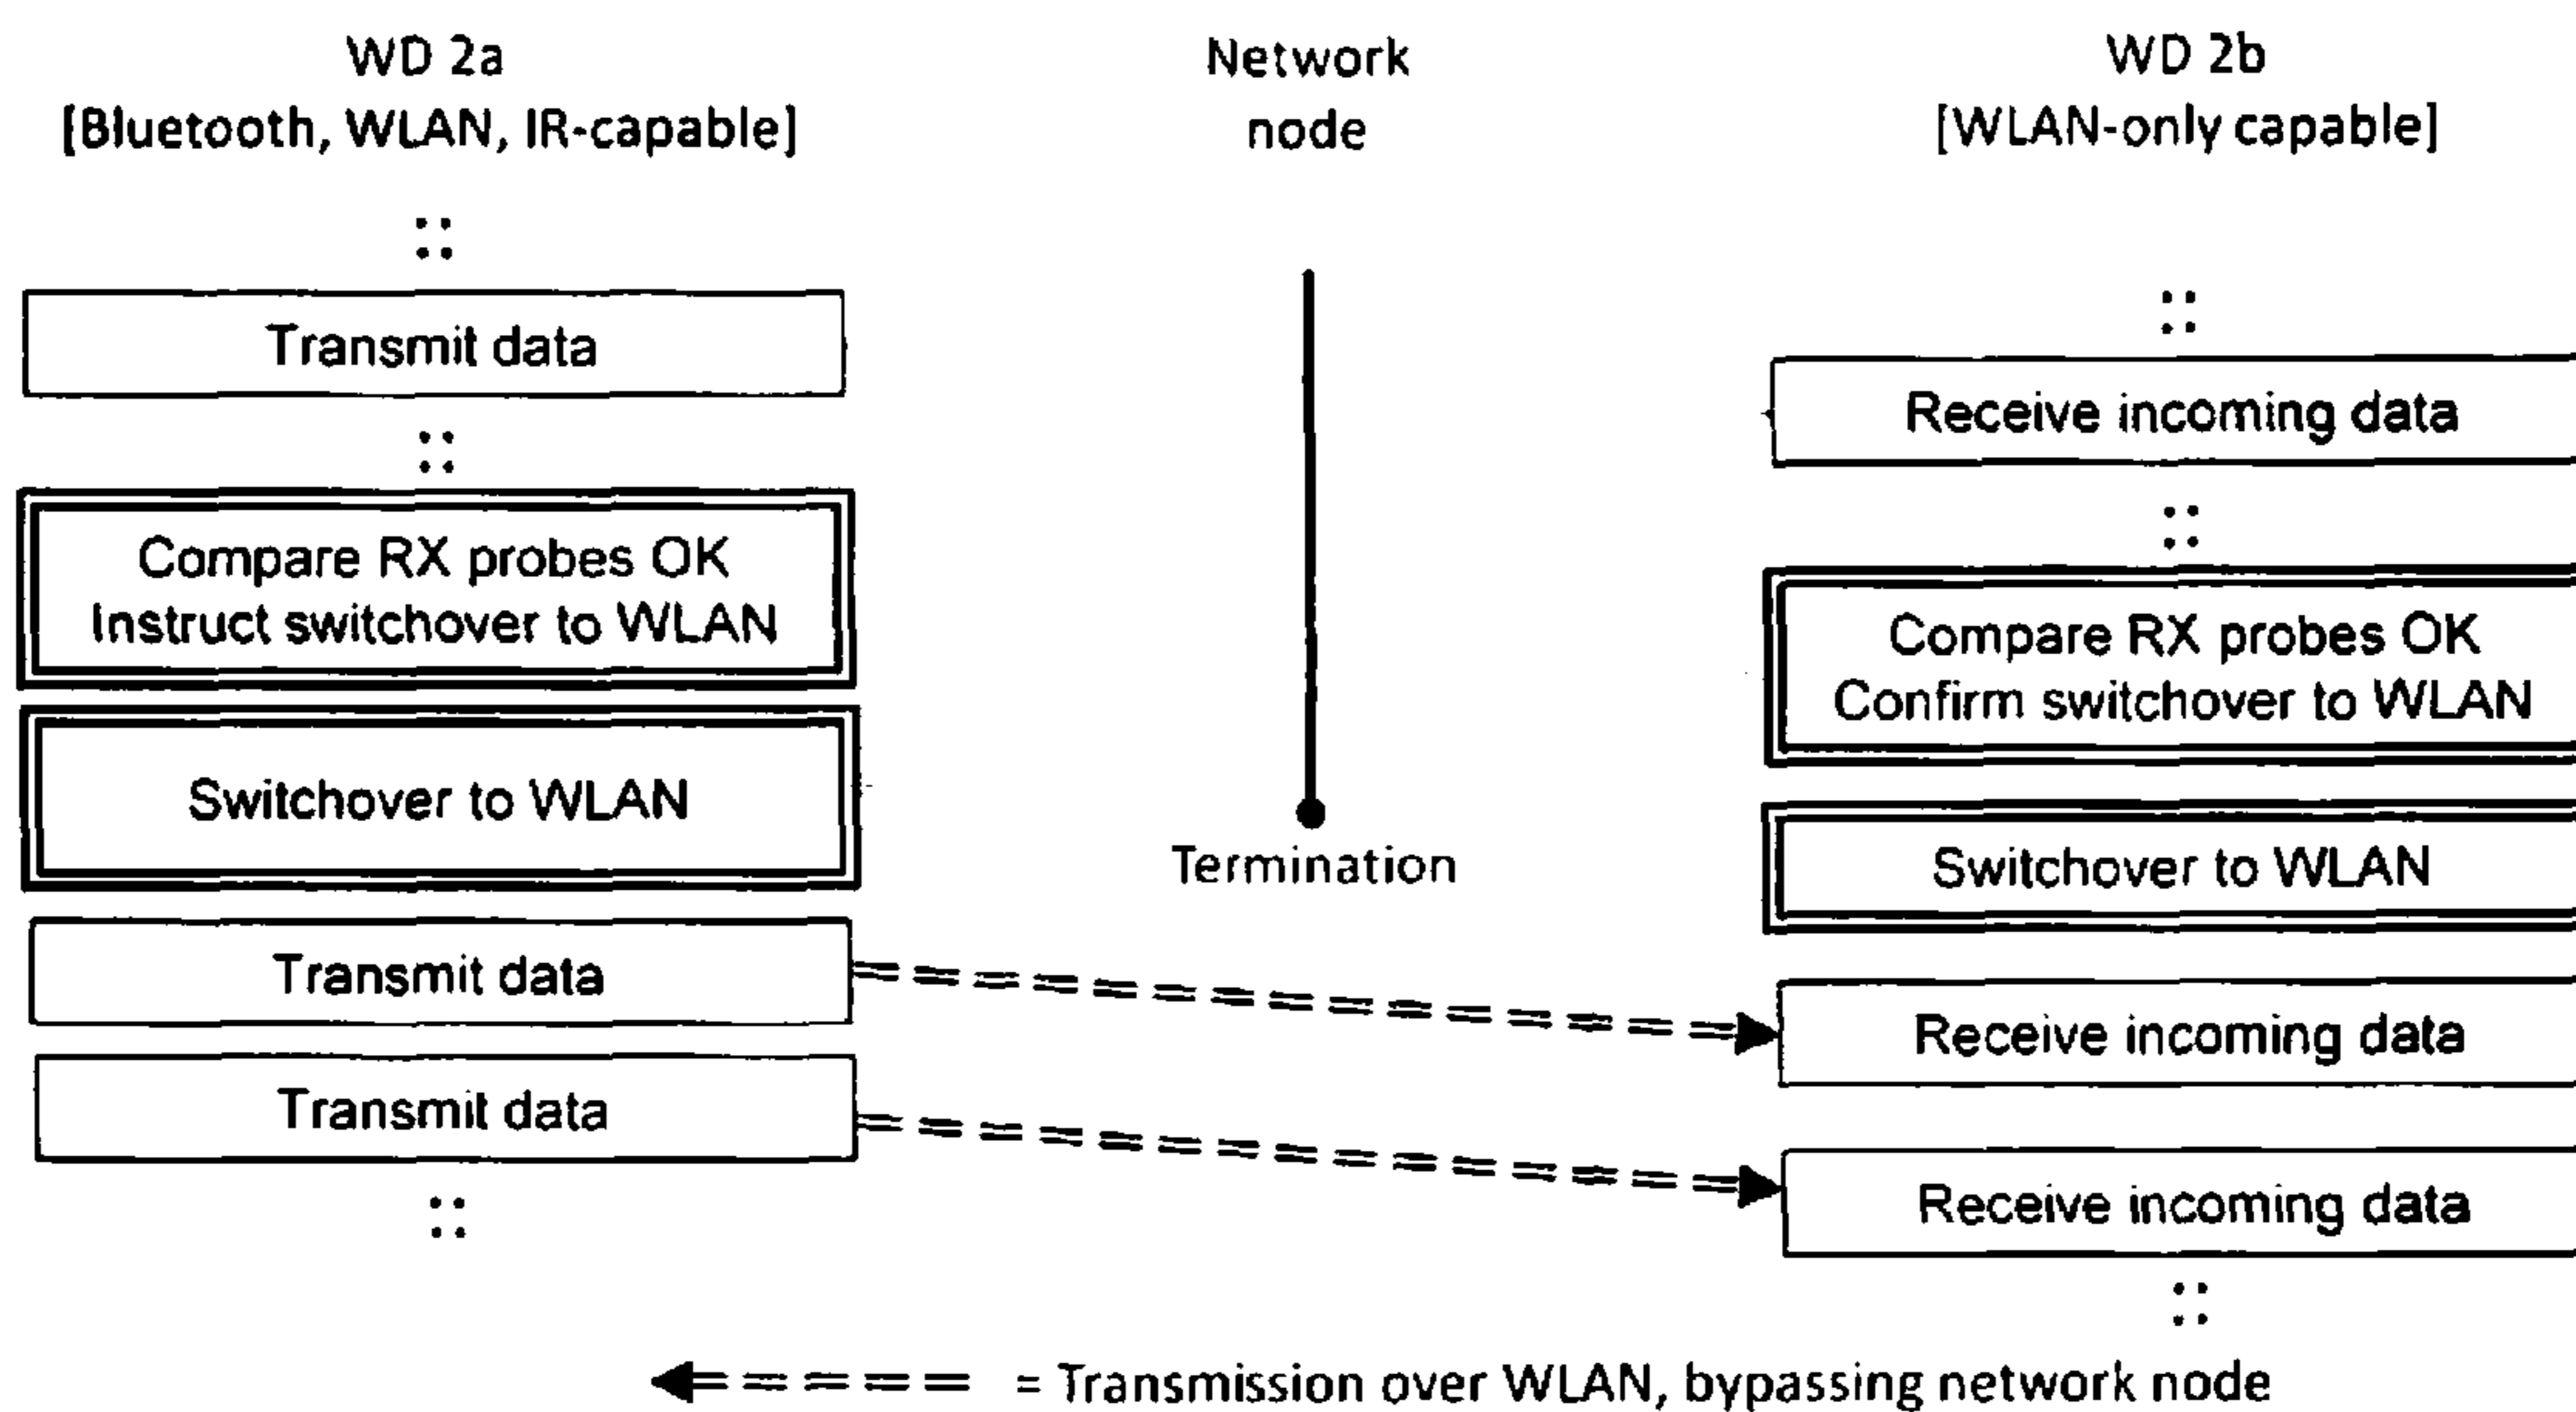 WD 2a
[Bluetooth, WLAN, IR-capable]
Network
node
WD 2b
[WLAN-only capable]
Transmit data
Receive incoming data
Compare RX probes OK
Instruct switchover to WLAN
Compare RX probes OK
Confirm switchover to WLAN
Switchover to WLAN
Termination
Switchover to WLAN
Transmit data
Receive incoming data
Transmit data
Receive incoming data
= Transmission over WLAN, bypassing network node